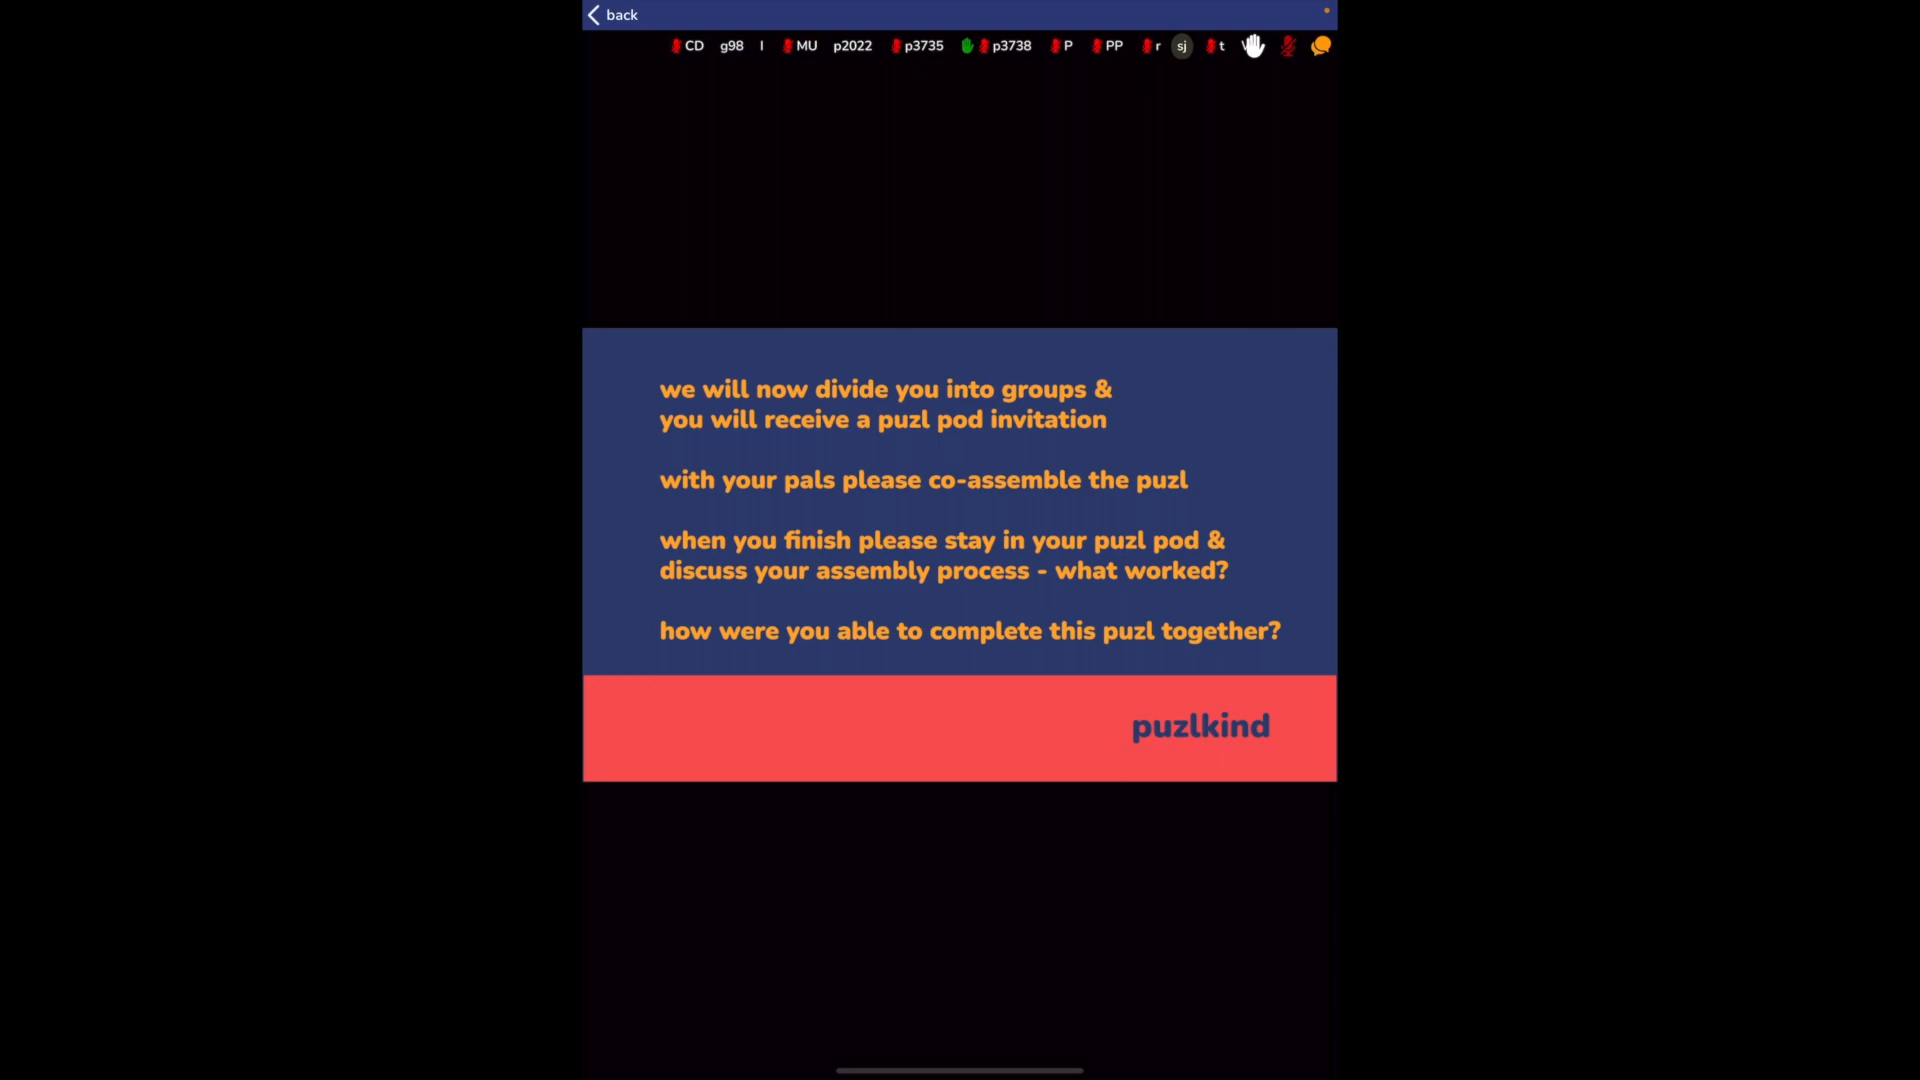 back
CD g98 I MU p2022 p3735 p3738 P PP r sj t
we will now divide you into groups &
you will receive a puzl pod invitation
with your pals please co-assemble the puzl
when you finish please stay in your puzl pod &
discuss your assembly process - what worked?
how were you able to complete this puzl together?
puzlkind